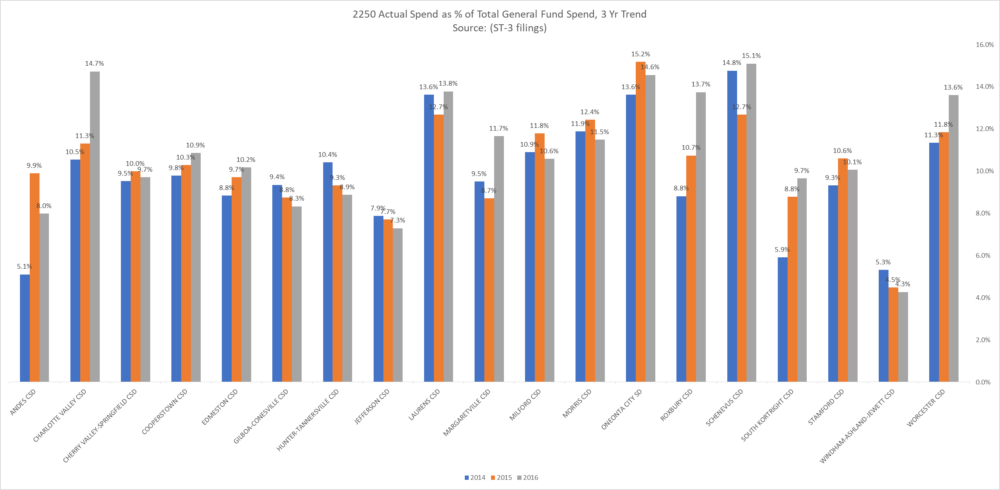 2250 Actual Spend as % of Total General Fund Spend, 3 Yr Trend
Source: (ST-3 filings)
16.0%
14.0%
12.0%
10.0%
8.0%
6.0%
4.0%
2.0%
0.0%
5.1% 9.9% 8.0%
10.5% 11.3% 14.7%
9.5% 10.0% 9.7%
9.8% 10.3% 10.9%
8.8% 9.7% 10.2%
9.4% 8.8% 8.3%
10.4% 9.3% 8.9%
7.9% 7.7% 7.3%
13.6% 12.7% 13.8%
9.5% 8.7% 11.7%
10.9% 11.8% 10.6%
11.9% 12.4% 11.5%
13.6% 15.2% 14.6%
8.8% 10.7% 13.7%
14.8% 12.7% 15.1%
5.9% 8.8% 9.7%
9.3% 10.6% 10.1%
5.3% 4.5% 4.3%
11.3% 11.8% 13.6%
ANDES CSD
CHARLOTTE VALLEY CSD
CHERRY VALLEY-SPRINGFIELD CSD
COOPERSTOWN CSD
EDMESTON CSD
GILBOA-CONESVILLE CSD
HUNTER-TANNERSVILLE CSD
JEFFERSON CSD
LAURENS CSD
MARGARETVILLE CSD
MILFORD CSD
MORRIS CSD
ONEONTA CITY SD
ROXBURY CSD
SCHENEVUS CSD
SOUTH KORTRIGHT CSD
STAMFORD CSD
WINDHAM-ASHLAND-JEWETT CSD
WORCESTER CSD
2014 2015 2016